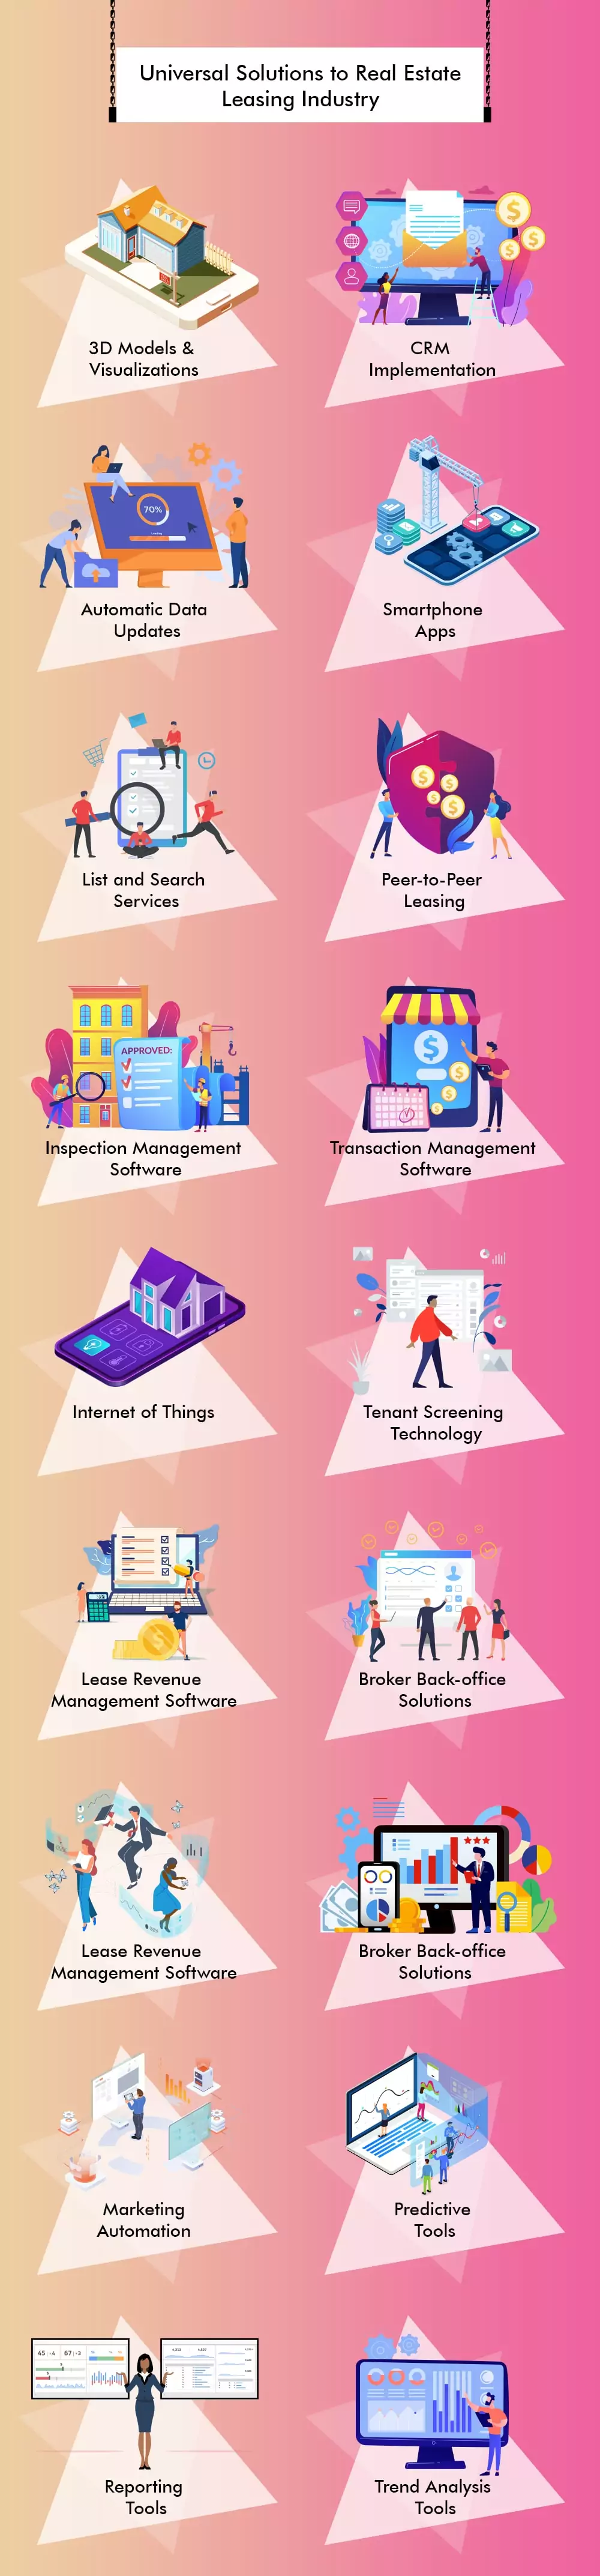 Universal Solutions to Real Estate
Leasing Industry
3D Models &
Visualizations
CRM
Implementation
70%
Loading
Automatic Data
Updates
Smartphone
Apps
List and Search
Services
Peer-to-Peer
Leasing
APPROVED:
Inspection Management
Software
Transaction Management
Software
Internet of Things
Tenant Screening
Technology
Lease Revenue
Management Software
Broker Back-office
Solutions
Lease Revenue
Management Software
Broker Back-office
Solutions
Marketing
Automation
Predictive
Tools
45
67
Reporting
Tools
Trend Analysis
Tools